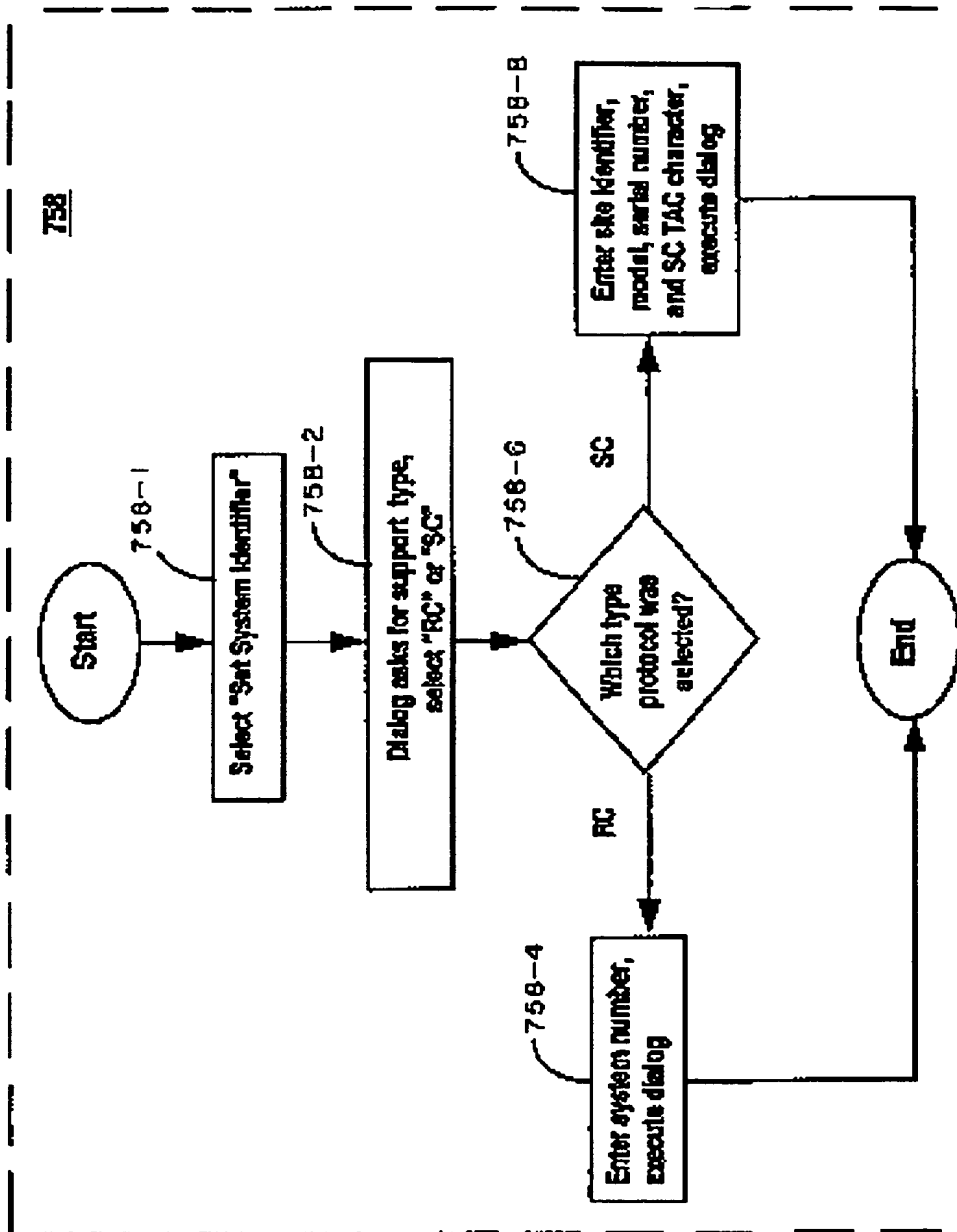 758
Start
758-1
Select "Set System Identifier"
758-2
Dialog asks for support type,
select "RC" or "SC"
758-6
Which type
protocol was
selected?
RC
SC
758-4
Enter system number,
execute dialog
758-8
Enter site identifier,
model, serial number,
and SC TAC character,
execute dialog
End